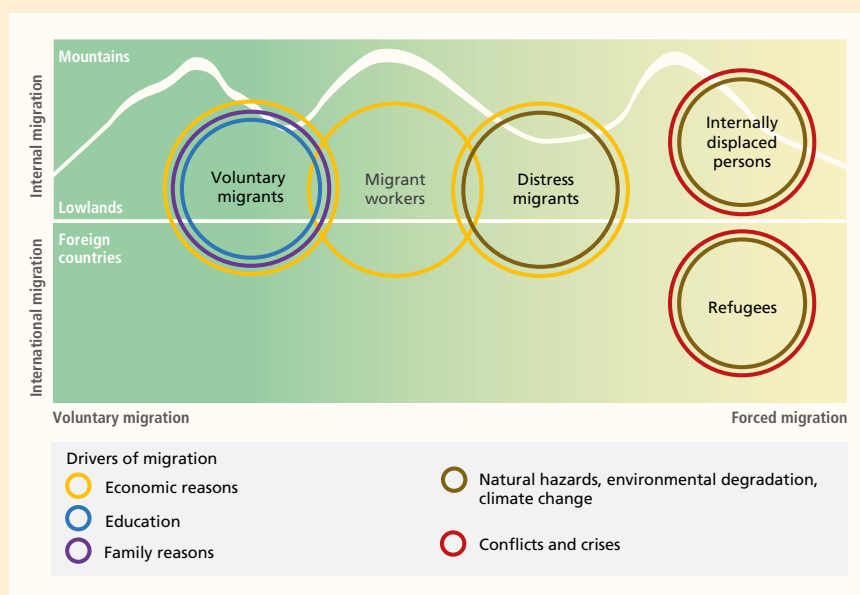 Mountains
Internal migration
Voluntary
migrants
Migrant
workers
Distress
migrants
Internally
displaced
persons
Lowlands
Foreign
countries
International migration
Refugees
Voluntary migration
Forced migration
Drivers of migration
Economic reasons
Education
Family reasons
Natural hazards, environmental degradation,
climate change
Conflicts and crises